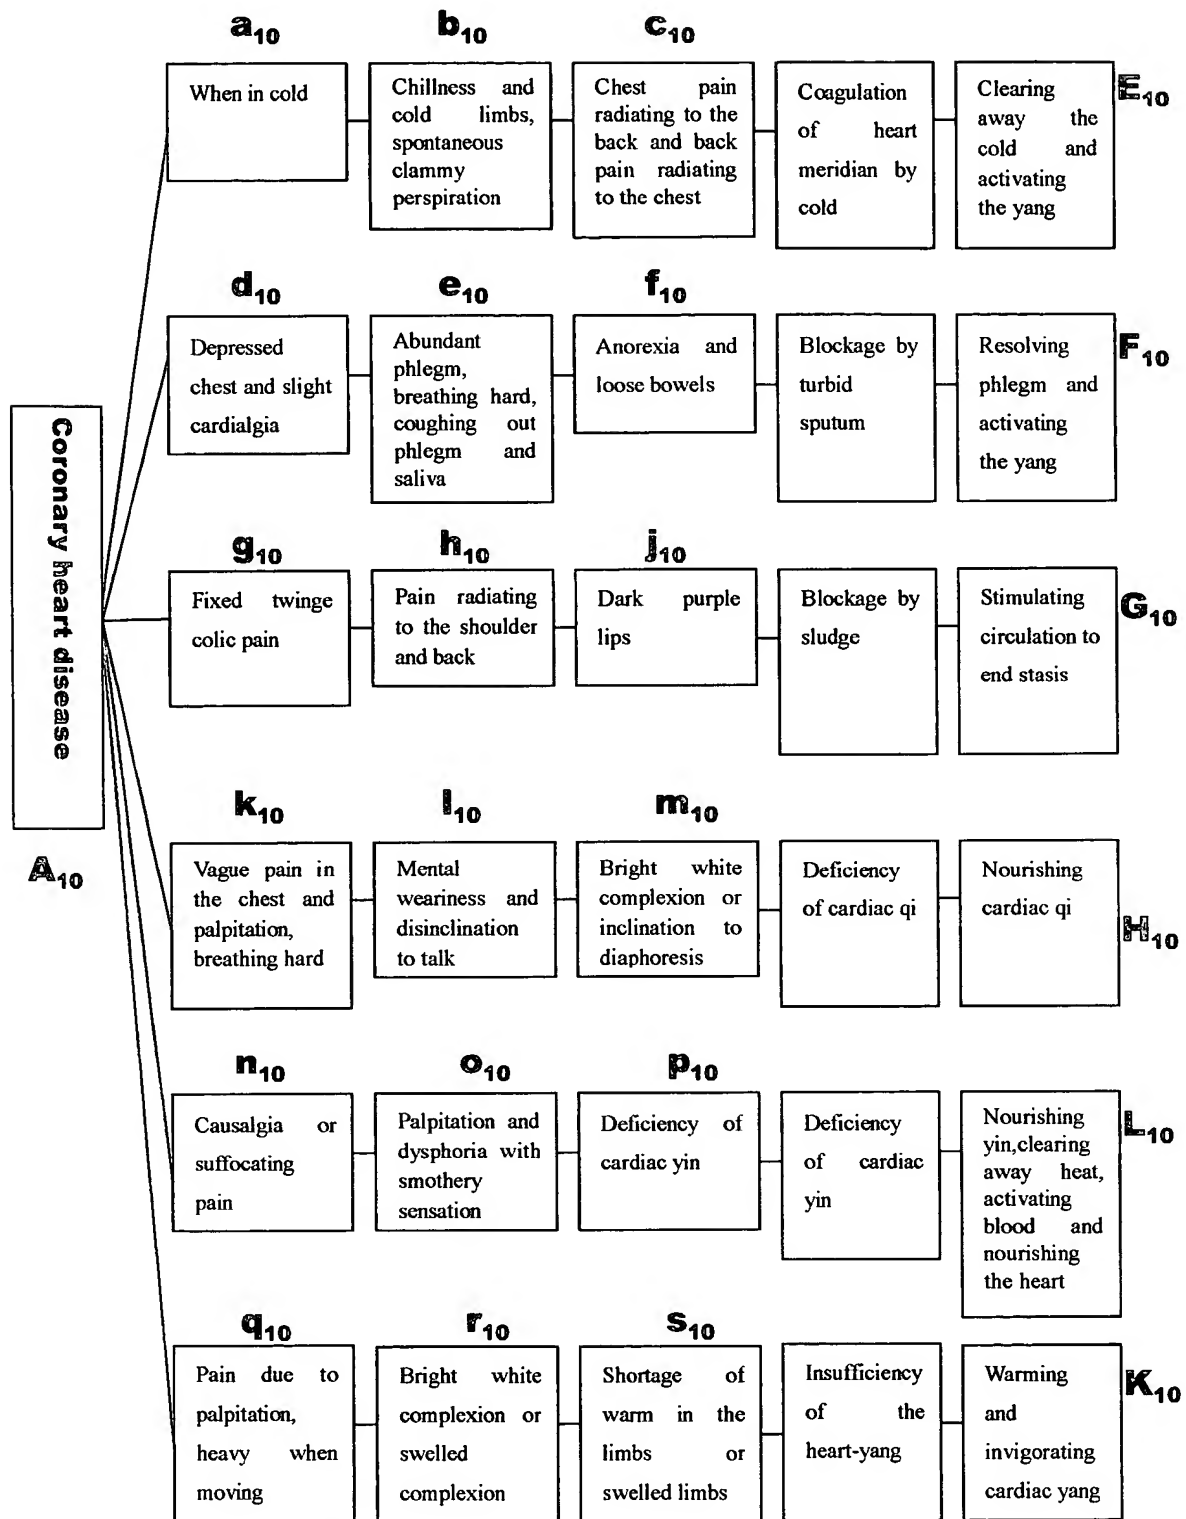 a10
b10
c10
When in cold
Chillness and
cold limbs,
spontaneous
clammy
perspiration
Chest pain
radiating to the
back and back
pain radiating
to the chest
Coagulation
of heart
meridian by
cold
Clearing
away the
cold and
activating
the yang
E10
d10
e10
f10
Depressed
chest and slight
cardialgia
Abundant
phlegm,
breathing hard,
coughing out
phlegm and
saliva
Anorexia and
loose bowels
Blockage by
turbid
sputum
Resolving
phlegm and
activating
the yang
F10
Coronary heart disease
A10
g10
h10
j10
Fixed twinge
colic pain
Pain radiating
to the shoulder
and back
Dark purple
lips
Blockage by
sludge
Stimulating
circulation to
end stasis
G10
k10
l10
m10
Vague pain in
the chest and
palpitation,
breathing hard
Mental
weariness and
disinclination
to talk
Bright white
complexion or
inclination to
diaphoresis
Deficiency
of cardiac qi
Nourishing
cardiac qi
H10
n10
o10
p10
Causalgia or
suffocating
pain
Palpitation and
dysphoria with
smothery
sensation
Deficiency of
cardiac yin
Deficiency
of cardiac
yin
Nourishing
yin,clearing
away heat,
activating
blood and
nourishing
the heart
L10
q10
r10
s10
Pain due to
palpitation,
heavy when
moving
Bright white
complexion or
swelled
complexion
Shortage of
warm in the
limbs or
swelled limbs
Insufficiency
of the
heart-yang
Warming
and
invigorating
cardiac yang
K10